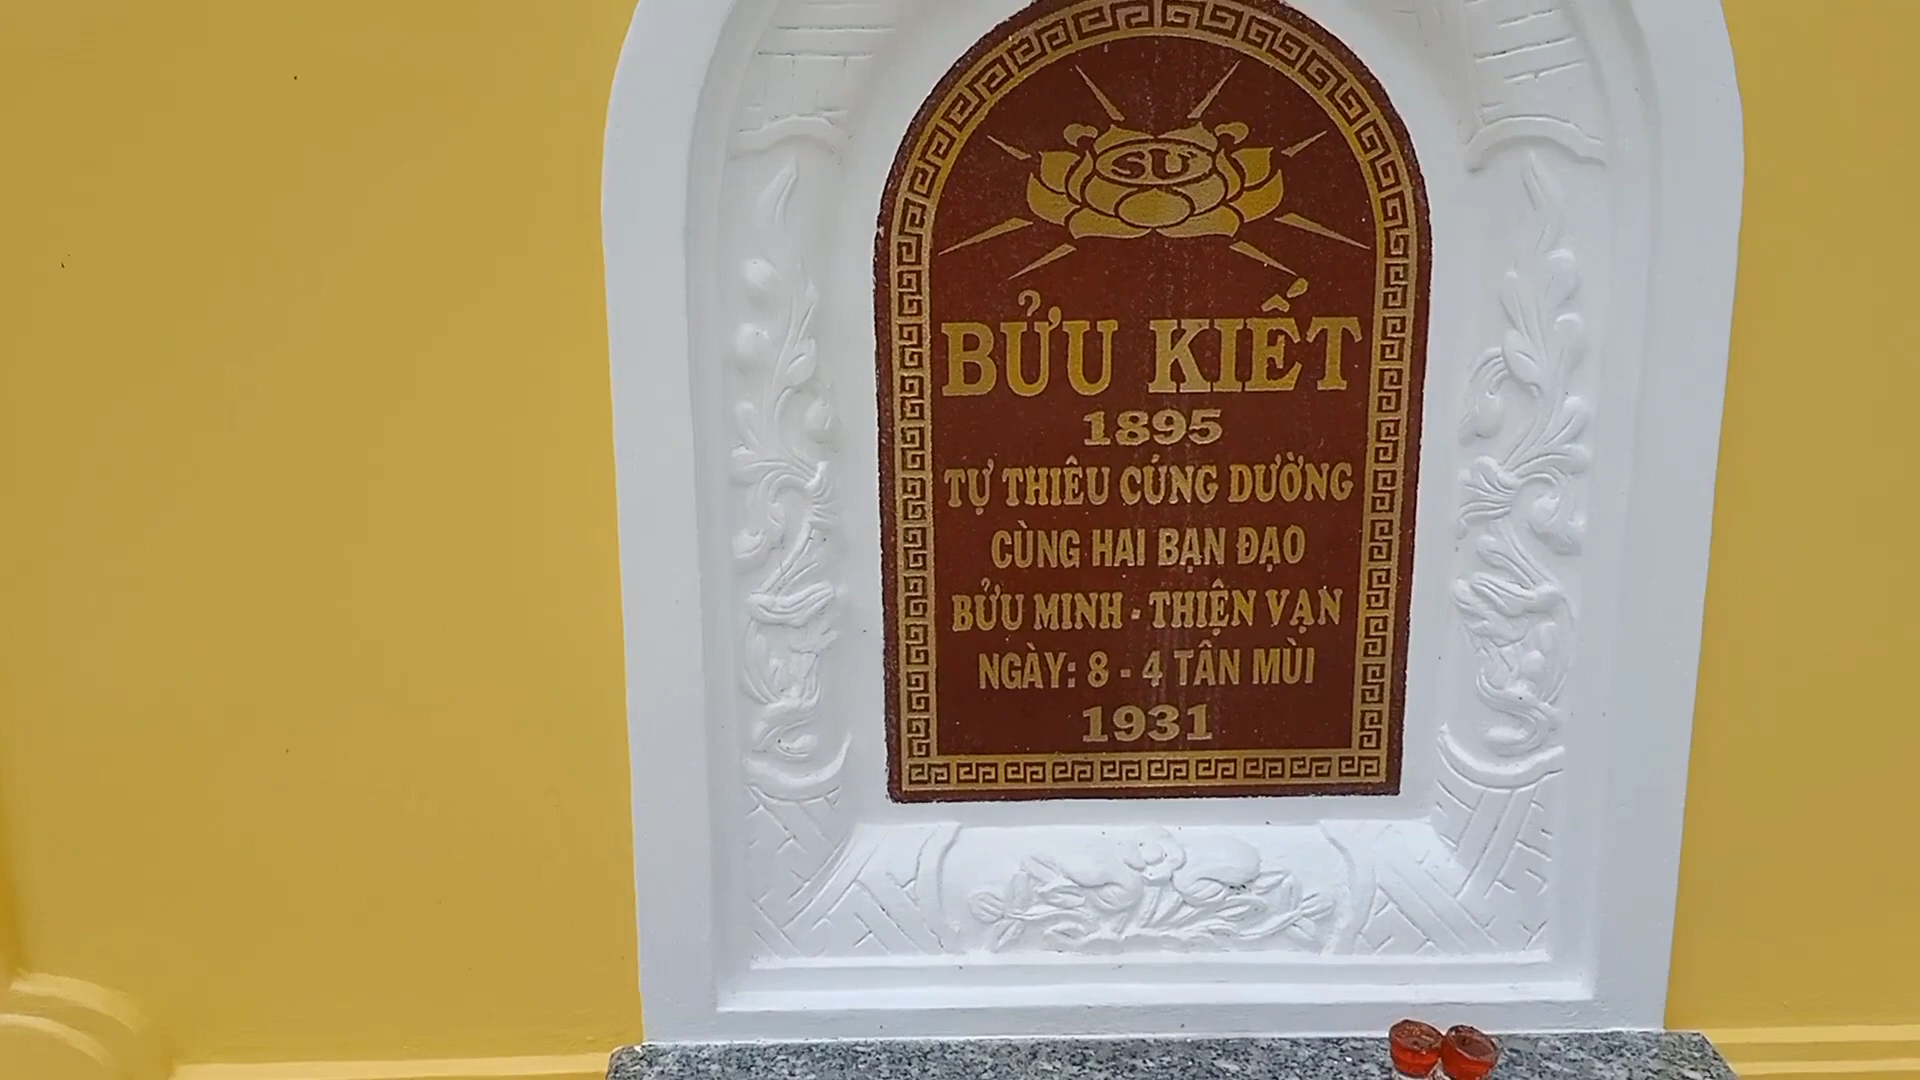 SƯ
BỬU KIẾT
1895
TỰ THIÊU CÚNG DƯỜNG
CÙNG HAI BẠN ĐẠO
BỬU MINH - THIỆN VẠN
NGÀY: 8 - 4 TÂN MÙI
1931